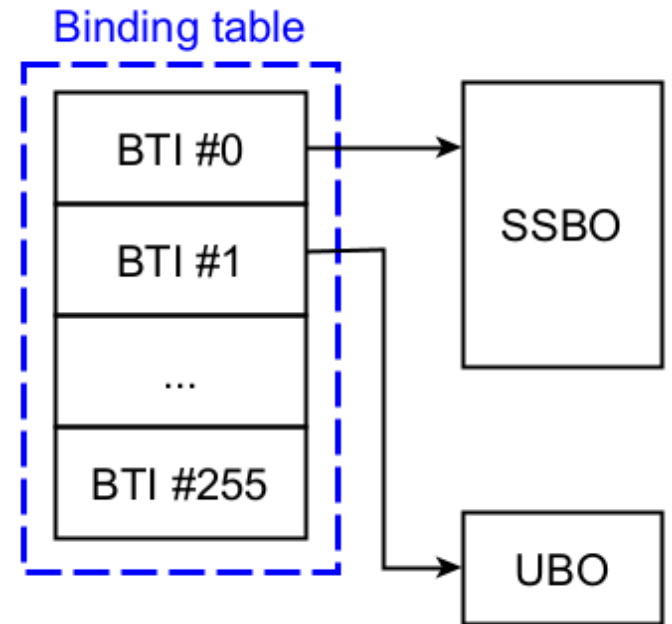 Binding table
BTI #0
SSBO
BTI #1
...
BTI #255
UBO